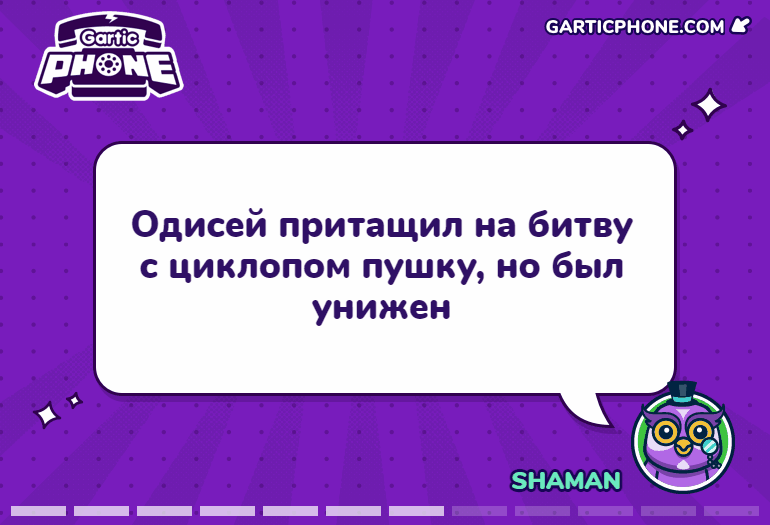 Gartic
PHONE
GARTICPHONE.COM
Одисей притащил на битву
с циклопом пушку, но был
унижен
SHAMAN